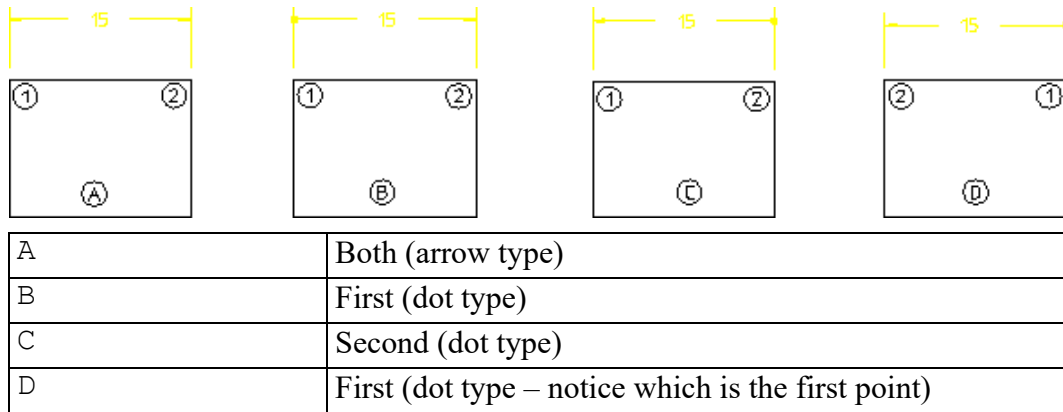 15 15 15 15
1 2 1 2 1 2 2 1
A B C D
A Both (arrow type)
B First (dot type)
C Second (dot type)
D First (dot type – notice which is the first point)